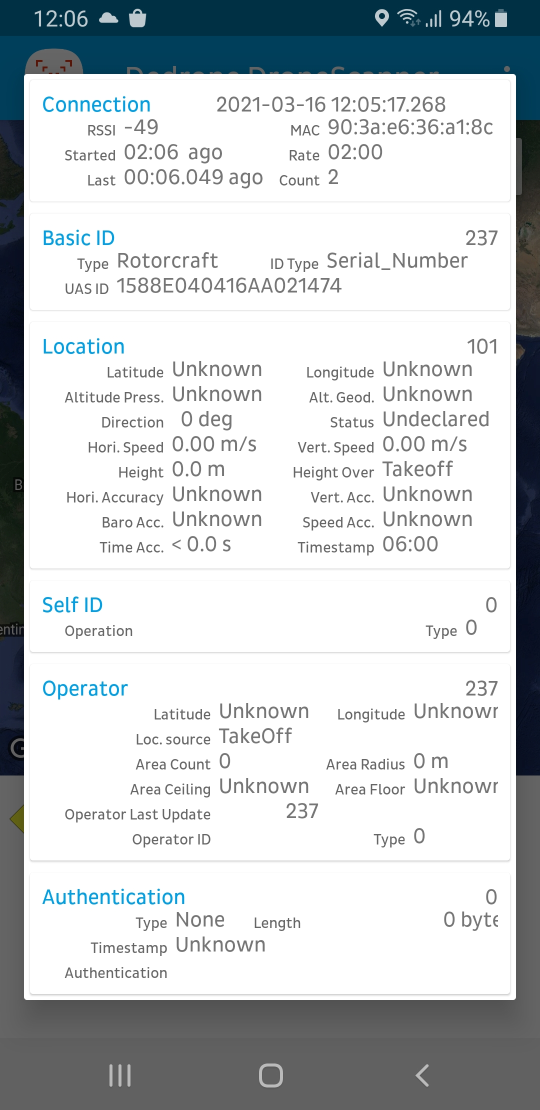 12:06 94%
Dedrone DroneScanner
Connection 2021-03-16 12:05:17.268
RSSI -49 MAC 90:3a:e6:36:a1:8c
Started 02:06 ago Rate 02:00
Last 00:06.049 ago Count 2
Basic ID 237
Type Rotorcraft ID Type Serial_Number
UAS ID 1588E040416AA021474
Location 101
Latitude Unknown Longitude Unknown
Altitude Press. Unknown Alt. Geod. Unknown
Direction 0 deg Status Undeclared
Hori. Speed 0.00 m/s Vert. Speed 0.00 m/s
Height 0.0 m Height Over Takeoff
Hori. Accuracy Unknown Vert. Acc. Unknown
Baro Acc. Unknown Speed Acc. Unknown
Time Acc. < 0.0 s Timestamp 06:00
Self ID 0
Operation Type 0
Operator 237
Latitude Unknown Longitude Unknown
Loc. source TakeOff
Area Count 0 Area Radius 0 m
Area Ceiling Unknown Area Floor Unknown
Operator Last Update 237
Operator ID Type 0
Authentication 0
Type None Length 0 byte
Timestamp Unknown
Authentication